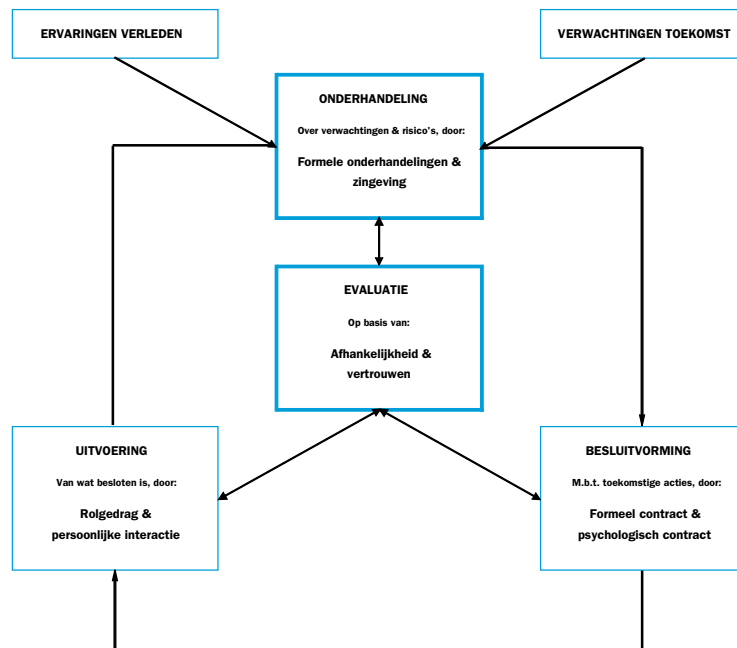 ERVARINGEN VERLEDEN
VERWACHTINGEN TOEKOMST
ONDERHANDELING
Over verwachtingen & risico's, door:
Formele onderhandelingen &
zingeving
EVALUATIE
Op basis van:
Afhankelijkheid &
vertrouwen
UITVOERING
Van wat besloten is, door:
Rolgedrag &
persoonlijke interactie
BESLUITVORMING
M.b.t. toekomstige acties, door:
Formeel contract &
psychologisch contract